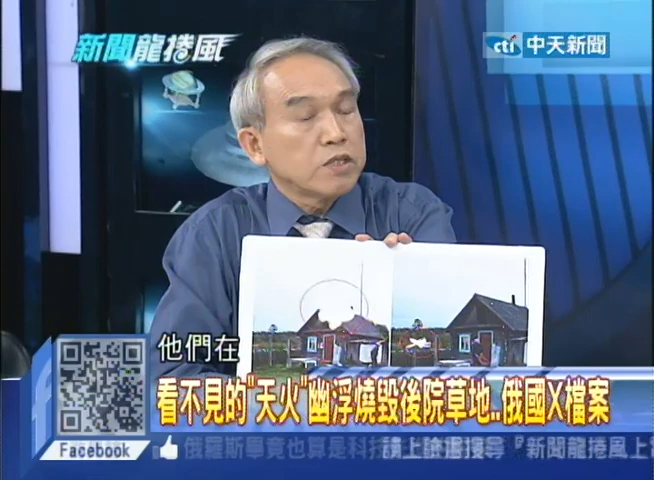 新聞龍捲風
cti 中天新聞
他們在
看不見的"天火"幽浮燒毀後院草地..俄國X檔案
Facebook
俄羅斯畢竟也算是科技
請上臉書搜尋『新聞龍捲風上